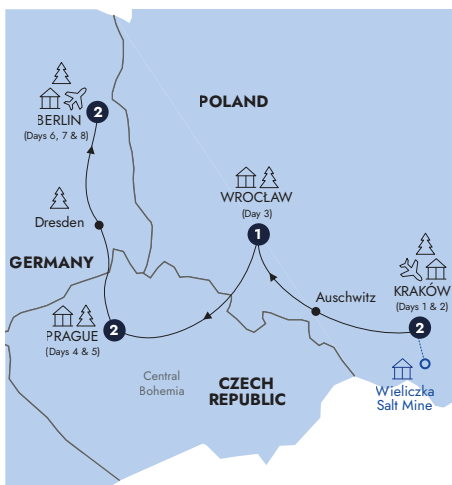 BERLIN
(Days 6, 7 & 8)
2
POLAND
WROCŁAW
(Day 3)
1
Dresden
GERMANY
PRAGUE
(Days 4 & 5)
2
Auschwitz
KRAKÓW
(Days 1 & 2)
2
Wieliczka
Salt Mine
Central
Bohemia
CZECH
REPUBLIC